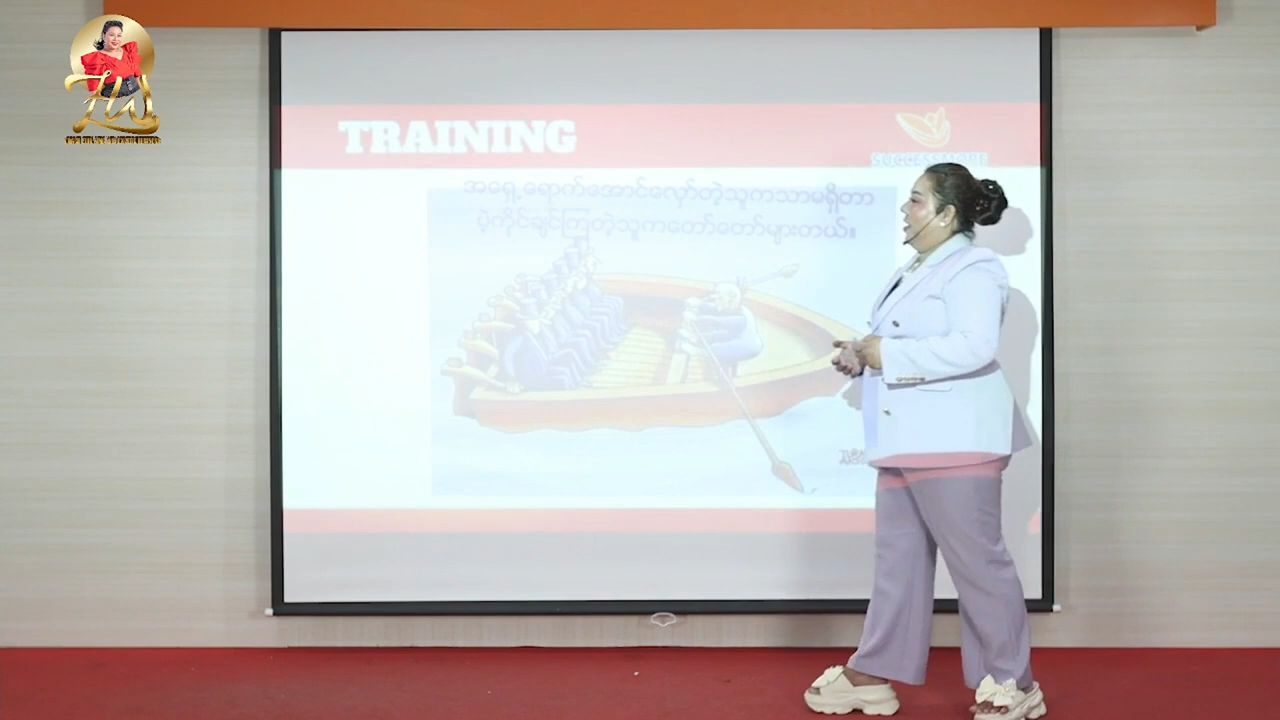 TRAINING
SUCCESSMORE
အရှေ့ရောက်အောင်လှော်တဲ့သူကသာမရှိတာ
ပဲ့ကိုင်ချင်ကြတဲ့သူကတော်တော်များတယ်။